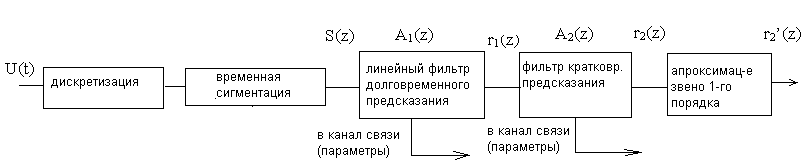 S(z) A₁(z) r₁(z) A₂(z) r₂(z) r₂’(z)
U(t)
дискретизация
временная
сигментация
линейный фильтр
долговременного
предсказания
фильтр кратковр.
предсказания
апроксимац-е
звено 1-го
порядка
в канал связи
(параметры)
в канал связи
(параметры)